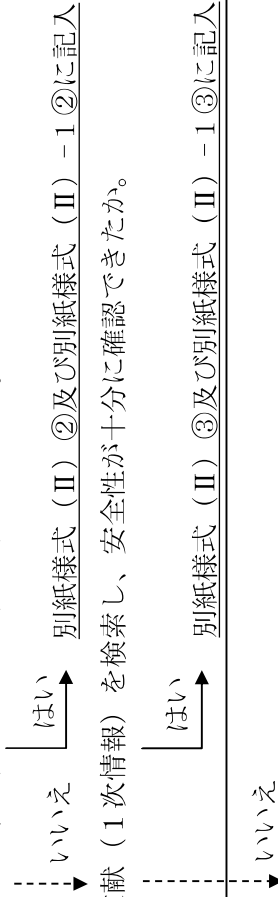 はい
別紙様式（Ⅱ）②及び別紙様式（Ⅱ）-1②に記入
いいえ
献（1次情報）を検索し、安全性が十分に確認できたか。
はい
別紙様式（Ⅱ）③及び別紙様式（Ⅱ）-1③に記入
いいえ